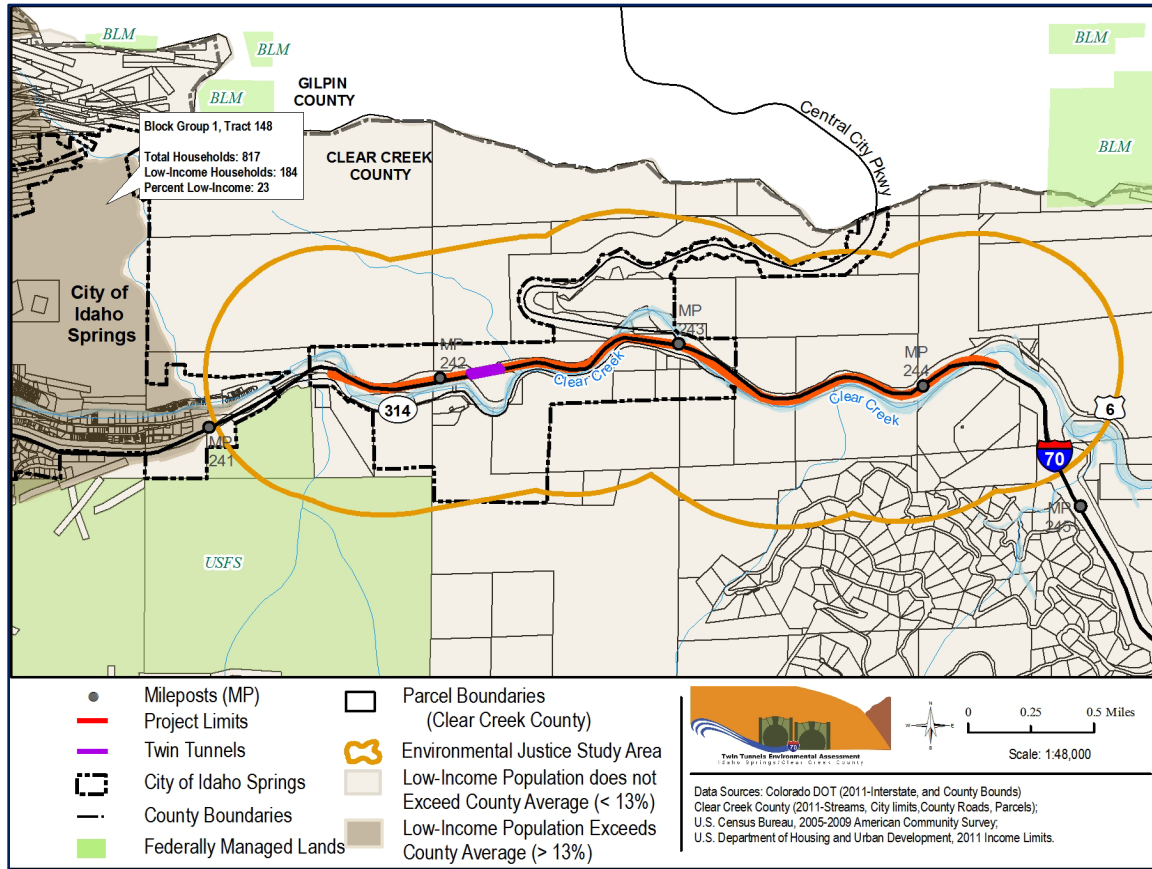 BLM
BLM
BLM
BLM
BLM
GILPIN
COUNTY
Block Group 1, Tract 148
Total Households: 817
Low-Income Households: 184
Percent Low-Income: 23
CLEAR CREEK
COUNTY
Central City Pkwy
City of
Idaho
Springs
MP
243
MP
242
Clear Creek
MP
244
Clear Creek
314
6
MP
241
70
MP
245
USFS
Mileposts (MP)
Project Limits
Twin Tunnels
City of Idaho Springs
County Boundaries
Federally Managed Lands
Parcel Boundaries
(Clear Creek County)
Environmental Justice Study Area
Low-Income Population does not
Exceed County Average (< 13%)
Low-Income Population Exceeds
County Average (> 13%)
70
Twin Tunnels Environmental Assessment
Idaho Springs/Clear Creek County
N
W E
S
0 0.25 0.5 Miles
Scale: 1:48,000
Data Sources: Colorado DOT (2011-Interstate, and County Bounds)
Clear Creek County (2011-Streams, City limits,County Roads, Parcels);
U.S. Census Bureau, 2005-2009 American Community Survey;
U.S. Department of Housing and Urban Development, 2011 Income Limits.